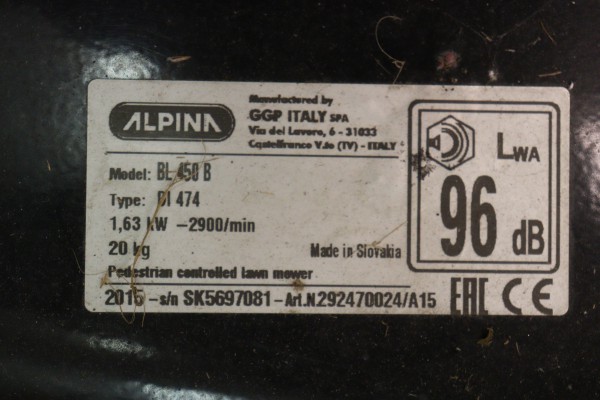 ALPINA
Manufactured by
GGP ITALY SPA
Via del Lavoro, 6 - 31033
Castelfranco V.to (TV) - ITALY
Model: BL 450 B
Type: DI 474
1,63 kW -2900/min
20 kg
Made in Slovakia
Pedestrian controlled lawn mower
2015 -s/n SK5697081 -Art.N.292470024/A15
LWA
96 dB
EAC CE